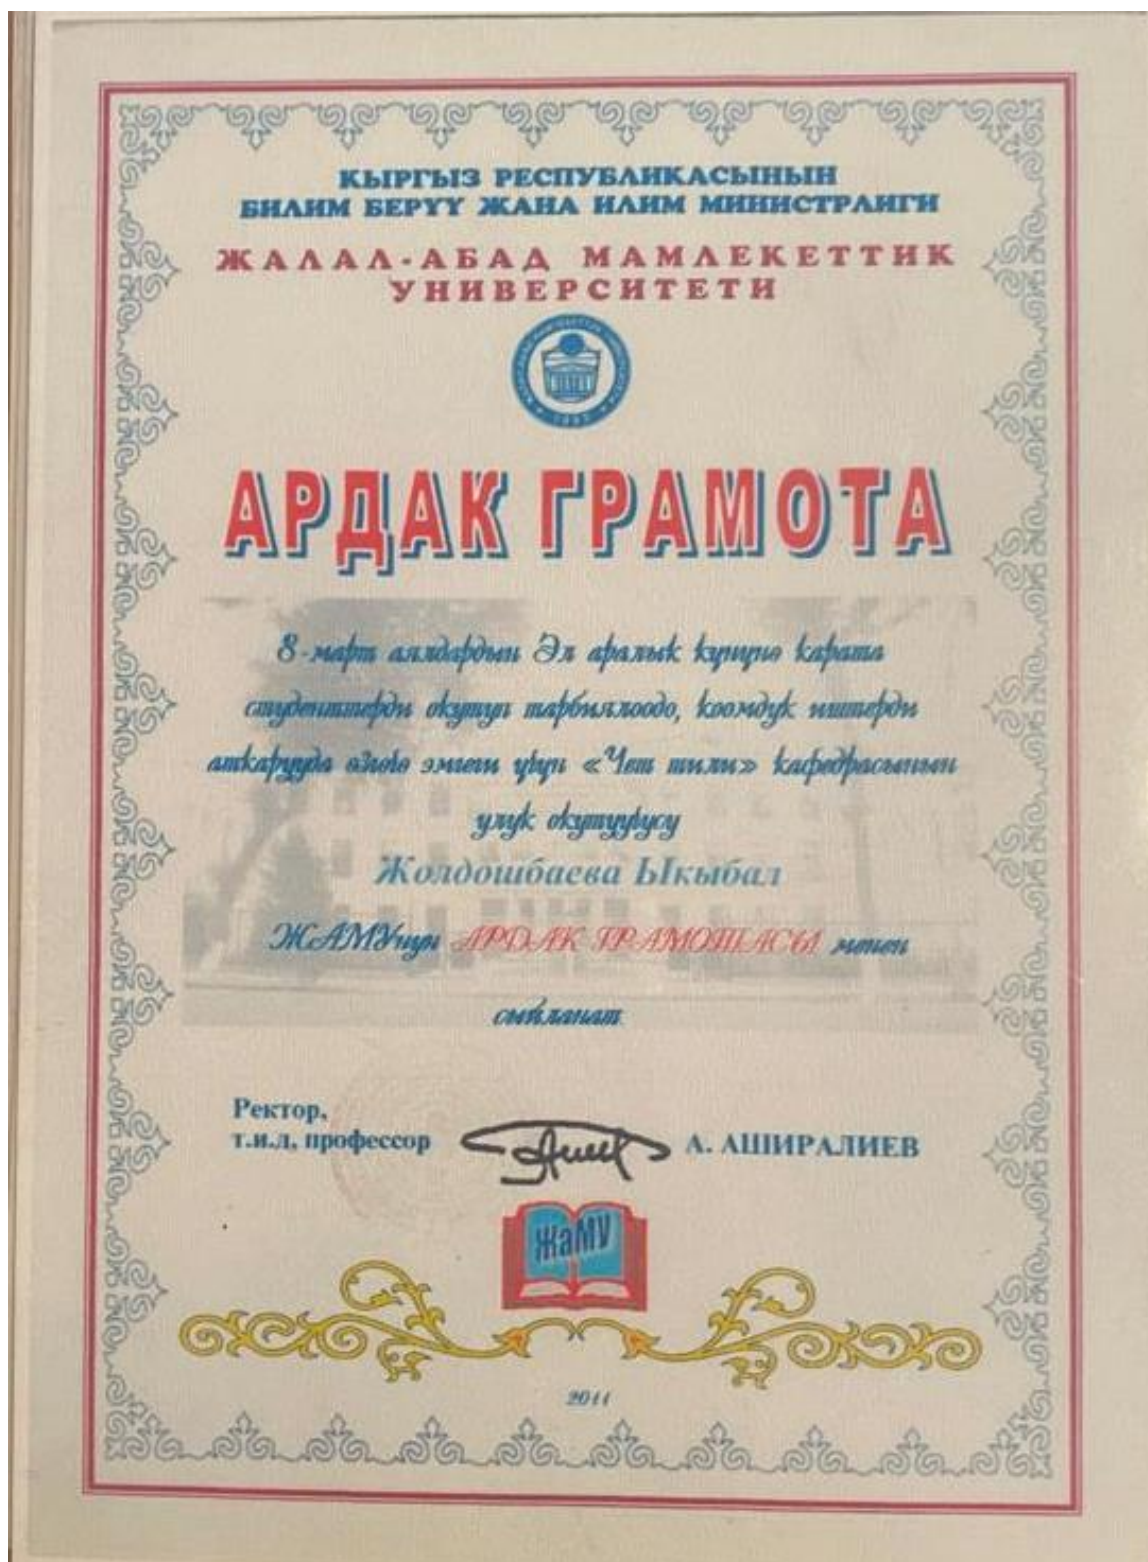 КЫРГЫЗ РЕСПУБЛИКАСЫНЫН
БИЛИМ БЕРҮҮ ЖАНА ИЛИМ МИНИСТРЛИГИ
ЖАЛАЛ-АБАД МАМЛЕКЕТТИК
УНИВЕРСИТЕТИ
АРДАК ГРАМОТА
8-март аялдардын Эл аралык күнүнө карата
студенттерди окутуп тарбиялоодо, коомдук иштерди
аткарууда өзгөчө эмгеги үчүн «Чет тили» кафедрасынын
улук окутуучусу
Жолдошбаева Ыкыбал
ЖАМУнун АРДАК ГРАМОТАСЫ менен
сыйланат
Ректор,
т.и.д, профессор А. АШИРАЛИЕВ
ЖаМУ
2011